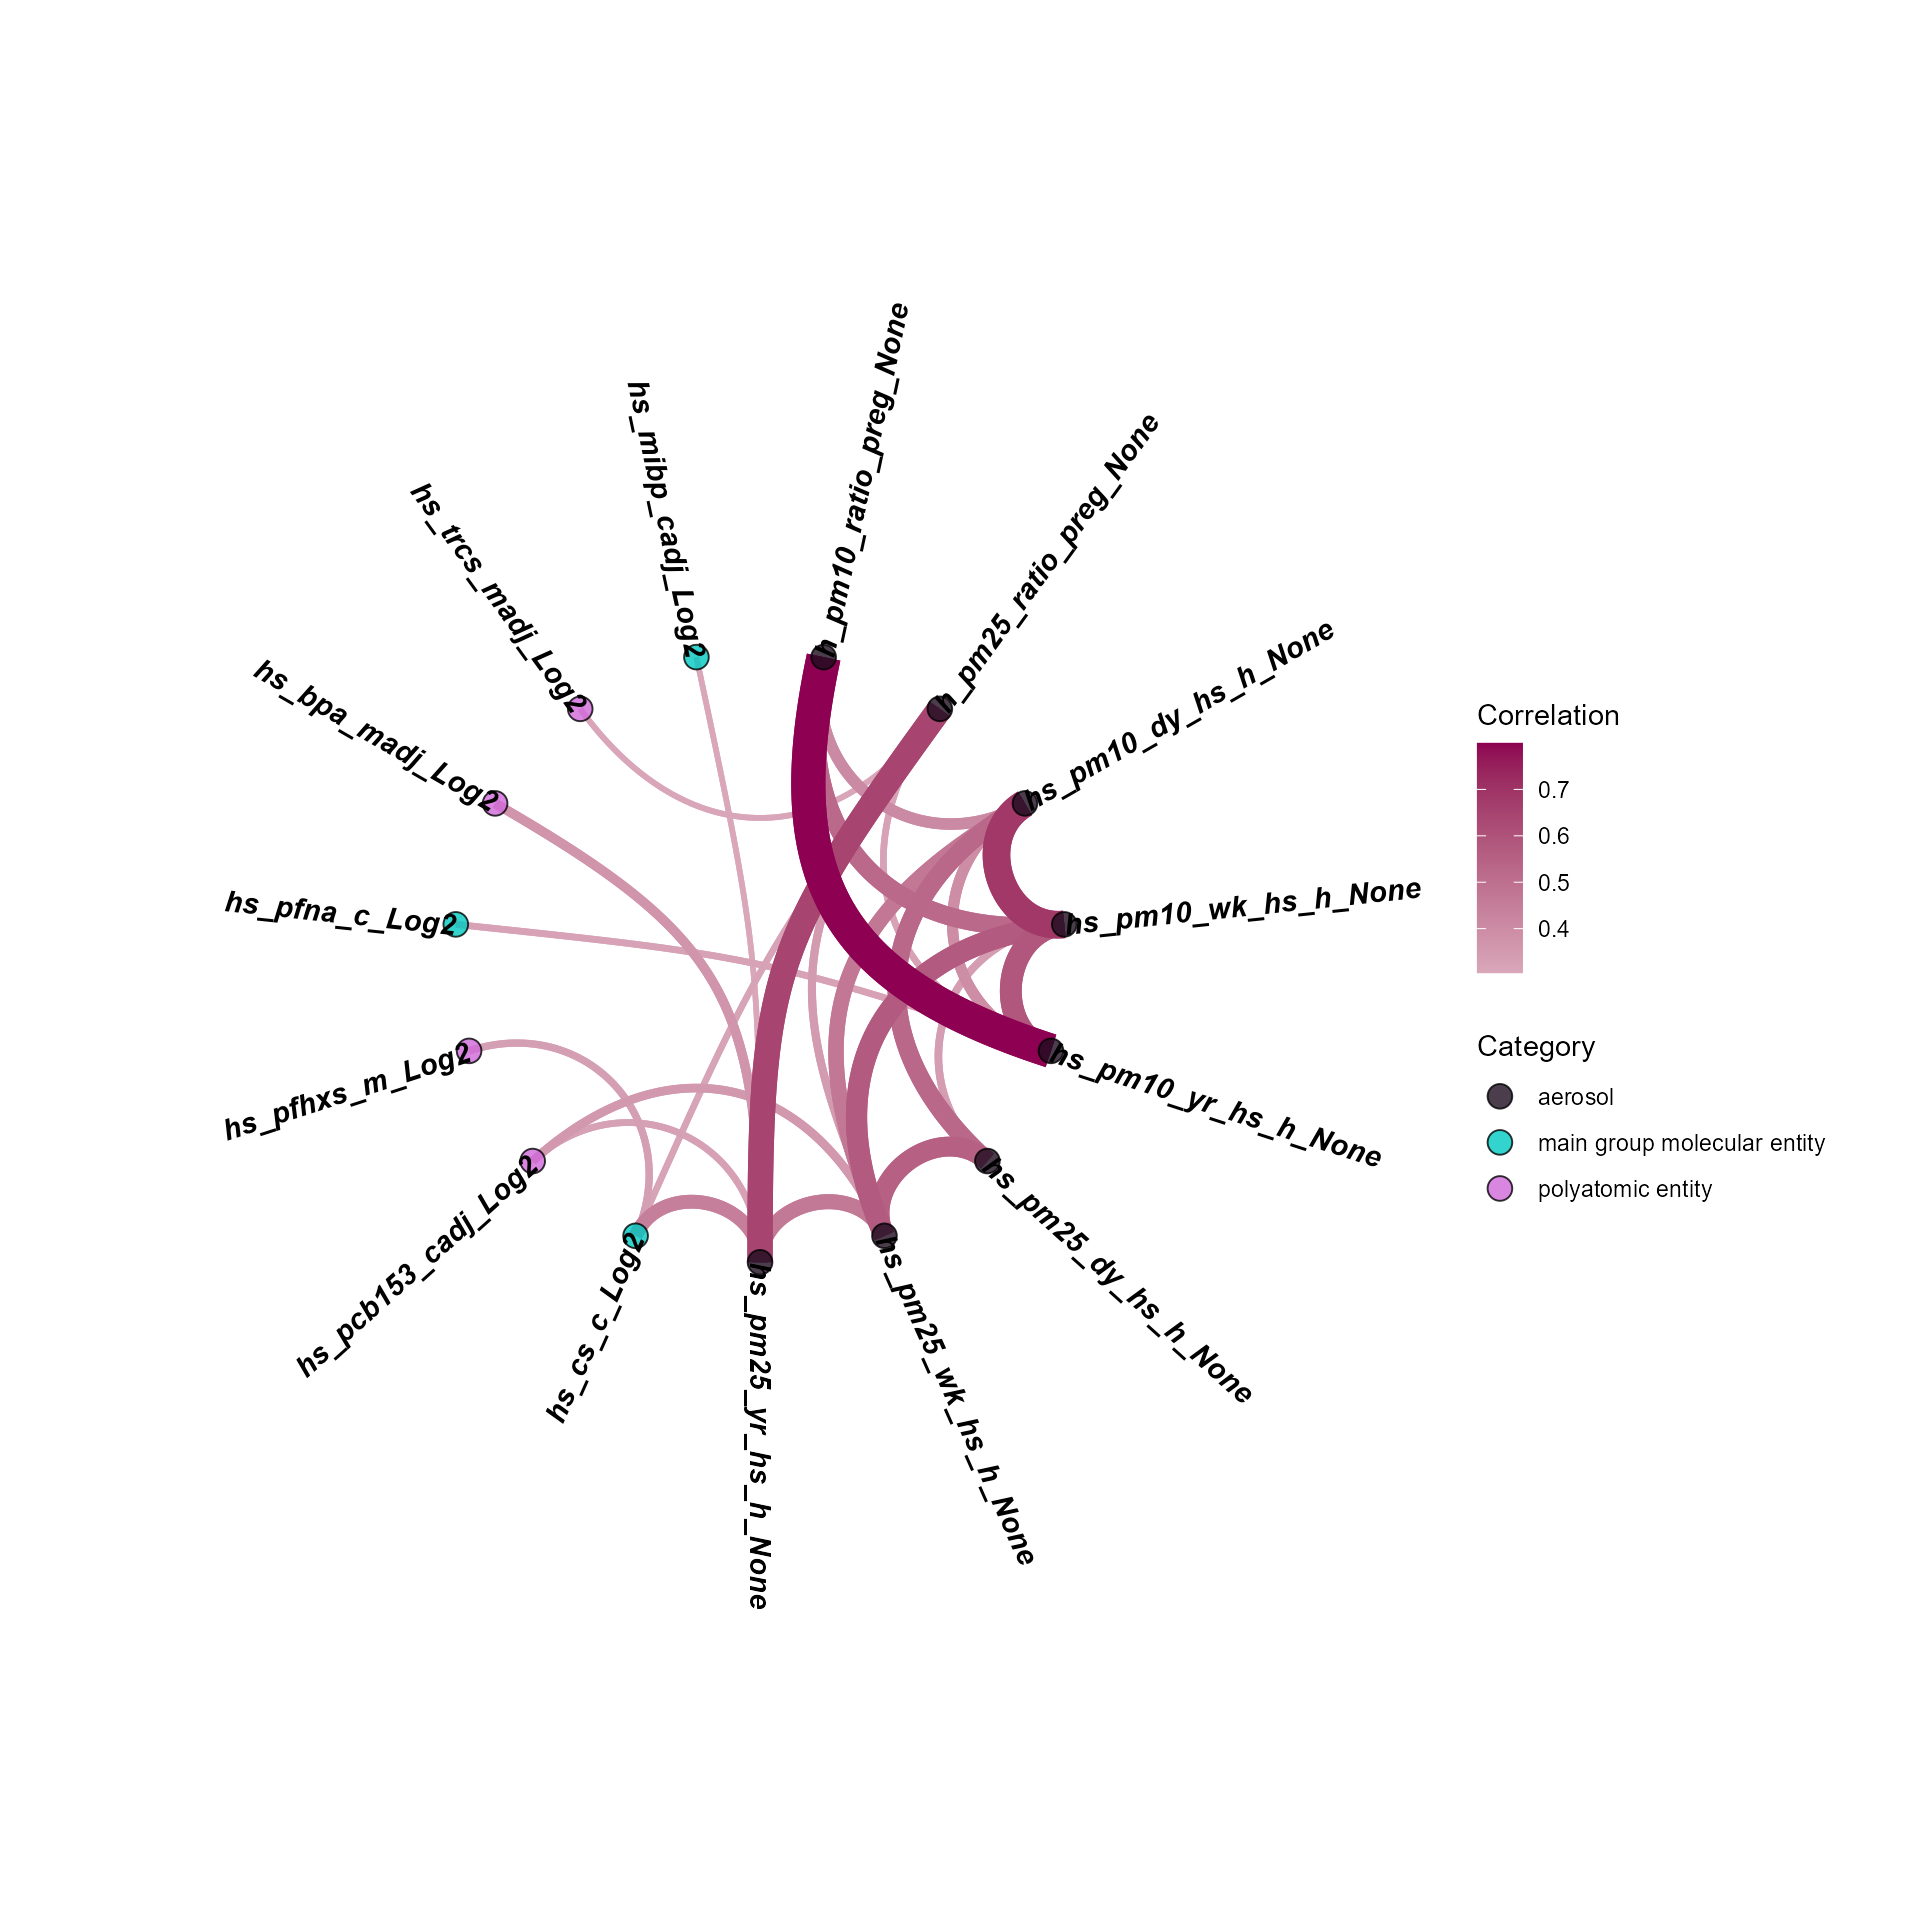 h_pm10_ratio_preg_None
h_pm25_ratio_preg_None
hs_pm10_dy_hs_h_None
hs_pm10_wk_hs_h_None
hs_pm10_yr_hs_h_None
hs_pm25_dy_hs_h_None
hs_pm25_wk_hs_h_None
hs_pm25_yr_hs_h_None
hs_cs_c_Log2
hs_pcb153_cadj_Log2
hs_pfhxs_m_Log2
hs_pfna_c_Log2
hs_bpa_madj_Log2
hs_trcs_madj_Log2
hs_mibp_cadj_Log2
Correlation
0.7
0.6
0.5
0.4
Category
aerosol
main group molecular entity
polyatomic entity